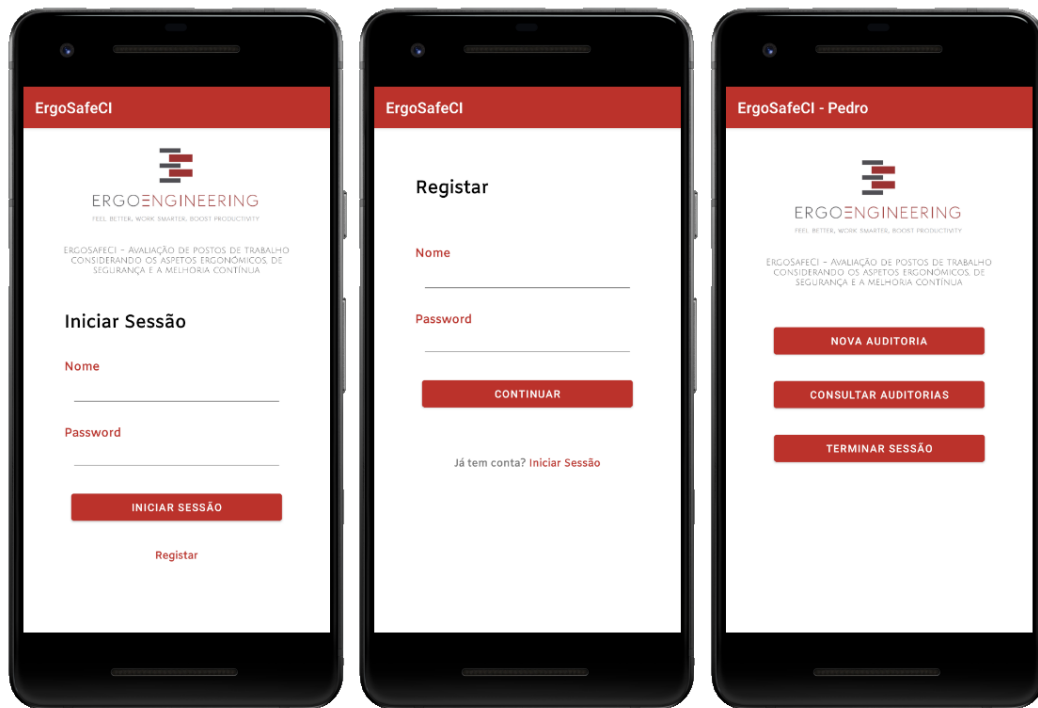 ErgoSafeCI
ERGOENGINEERING
FEEL BETTER, WORK SMARTER, BOOST PRODUCTIVITY
ErgoSafeCI - Avaliação de postos de trabalho
considerando os aspetos ergonómicos, de
segurança e a melhoria contínua
Iniciar Sessão
Nome
Password
INICIAR SESSÃO
Registar
ErgoSafeCI
Registar
Nome
Password
CONTINUAR
Já tem conta? Iniciar Sessão
ErgoSafeCI - Pedro
ERGOENGINEERING
FEEL BETTER, WORK SMARTER, BOOST PRODUCTIVITY
ErgoSafeCI - Avaliação de postos de trabalho
considerando os aspetos ergonómicos, de
segurança e a melhoria contínua
NOVA AUDITORIA
CONSULTAR AUDITORIAS
TERMINAR SESSÃO